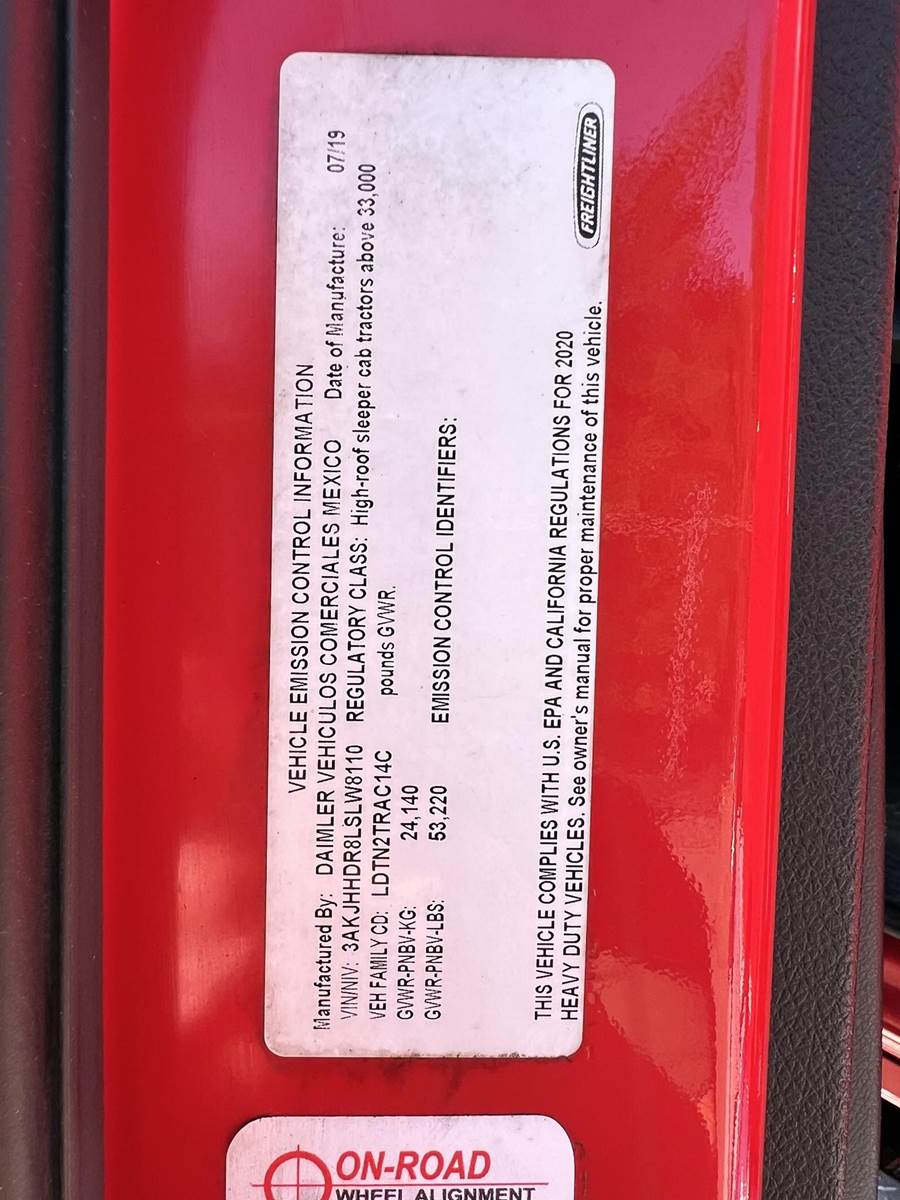 VEHICLE EMISSION CONTROL INFORMATION
Manufactured By: DAIMLER VEHICULOS COMERCIALES MEXICO Date of Manufacture: 07/19
VIN/NIV: 3AKJHHDR8LSLW8110 REGULATORY CLASS: High-roof sleeper cab tractors above 33,000
VEH FAMILY CD: LDTN2TRAC14C pounds GVWR.
GVWR-PNBV-KG: 24,140
GVWR-PNBV-LBS: 53,220 EMISSION CONTROL IDENTIFIERS:
THIS VEHICLE COMPLIES WITH U.S. EPA AND CALIFORNIA REGULATIONS FOR 2020
HEAVY DUTY VEHICLES. See owner's manual for proper maintenance of this vehicle.
FREIGHTLINER
ON-ROAD
WHEEL ALIGNMENT